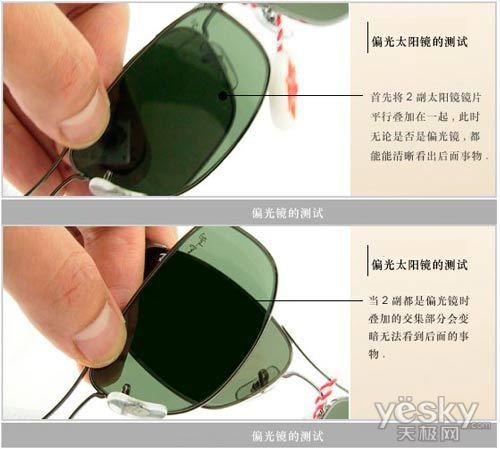 偏光太阳镜的测试
首先将 2 副太阳镜镜片
平行叠加在一起 , 此时
无论是否是偏光镜 , 都
能能清晰看出后面事物 .
偏光镜的测试
Ray-Ban
偏光太阳镜的测试
当 2 副都是偏光镜时
叠加的交集部分会变
暗无法看到后面的事
物 .
yesky
天极网.com
偏光镜的测试